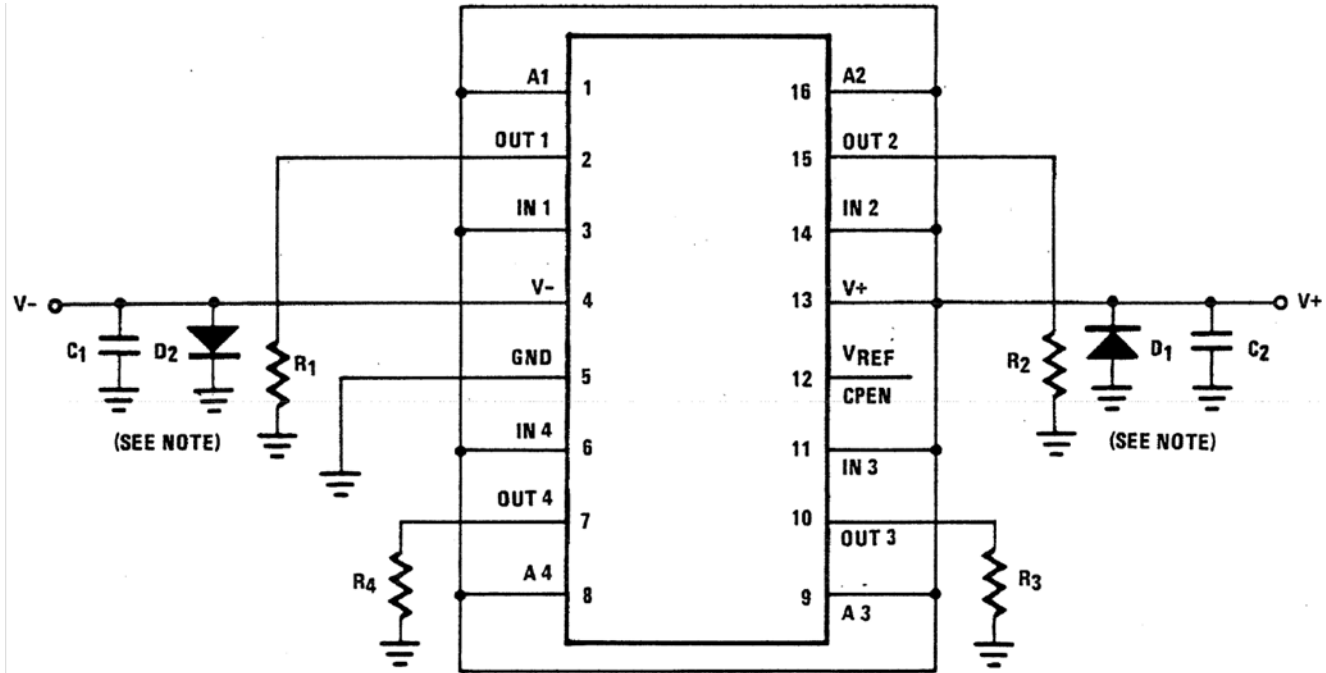 A1
1
16
A2
OUT 1
2
15
OUT 2
IN 1
3
14
IN 2
V-
V-
4
13
V+
V+
C1
D2
R1
GND
5
12
VREF
CPEN
R2
D1
C2
(SEE NOTE)
(SEE NOTE)
IN 4
6
11
IN 3
OUT 4
7
10
OUT 3
R4
A 4
8
9
A 3
R3